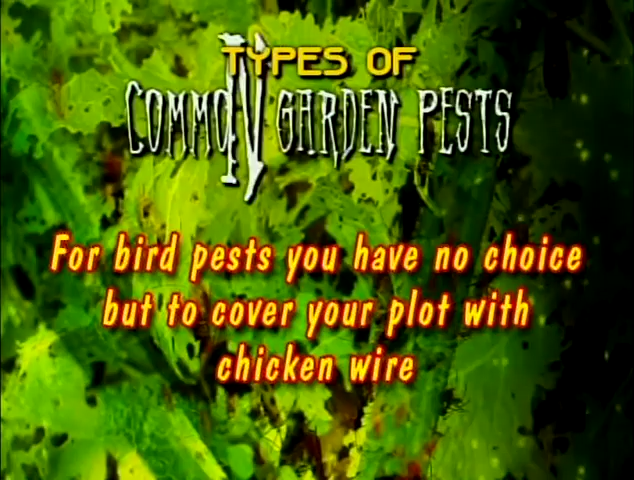 TYPES OF
COMMON GARDEN PESTS
For bird pests you have no choice
but to cover your plot with
chicken wire